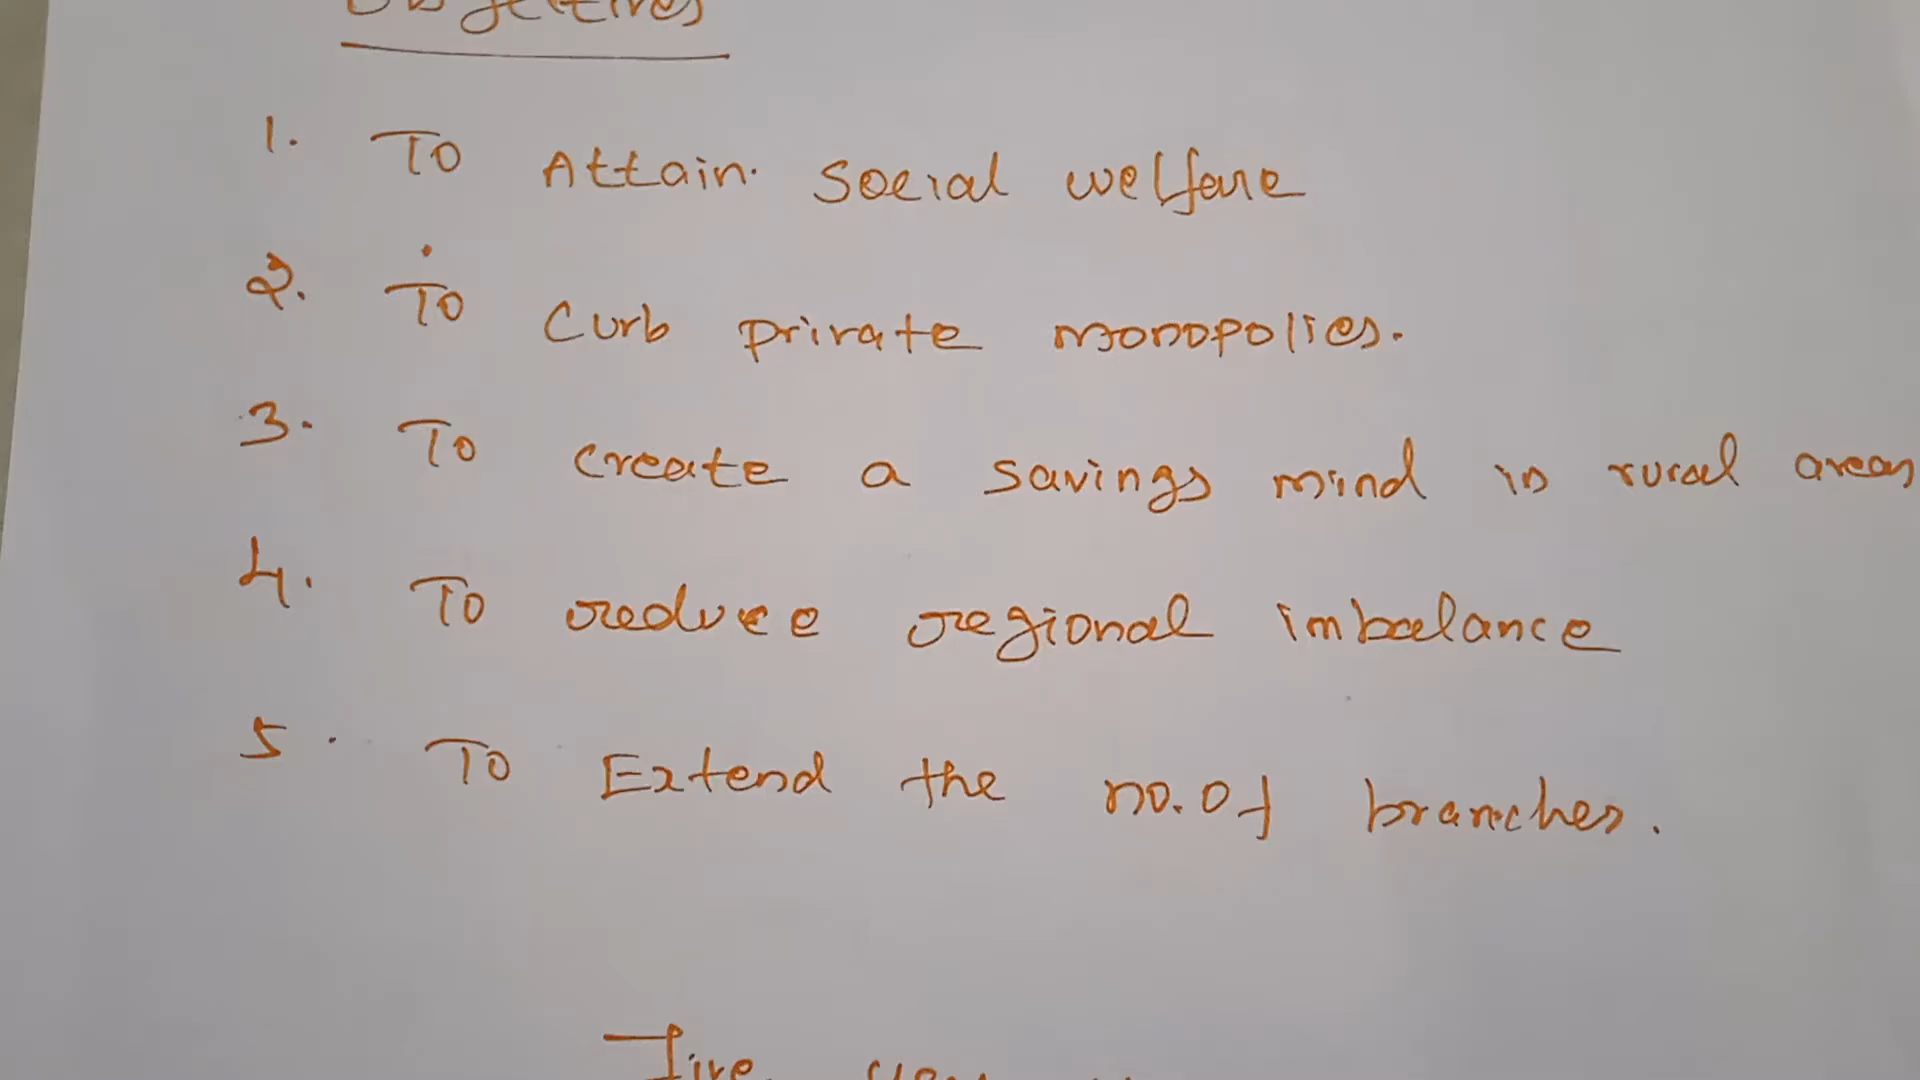 Objectives
1. To Attain Social welfare
2. To Curb private monopolies.
3. To create a savings mind in rural areas
4. To reduce regional imbalance
5. To Extend the no. of branches.